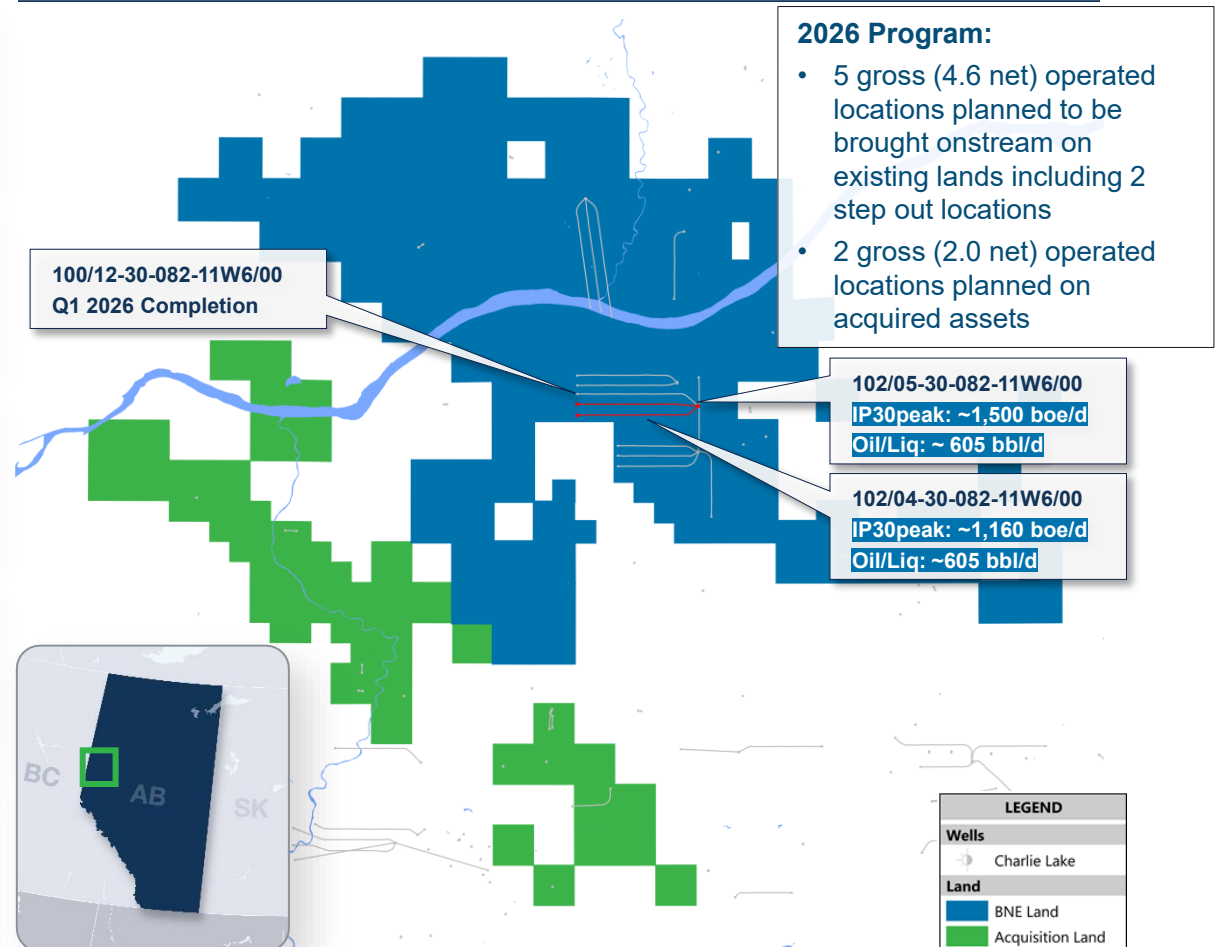 2026 Program:
• 5 gross (4.6 net) operated
locations planned to be
brought onstream on
existing lands including 2
step out locations
• 2 gross (2.0 net) operated
locations planned on
acquired assets
100/12-30-082-11W6/00
Q1 2026 Completion
102/05-30-082-11W6/00
IP30peak: ~1,500 boe/d
Oil/Liq: ~ 605 bbl/d
102/04-30-082-11W6/00
IP30peak: ~1,160 boe/d
Oil/Liq: ~605 bbl/d
BC
AB
SK
LEGEND
Wells
Charlie Lake
Land
BNE Land
Acquisition Land